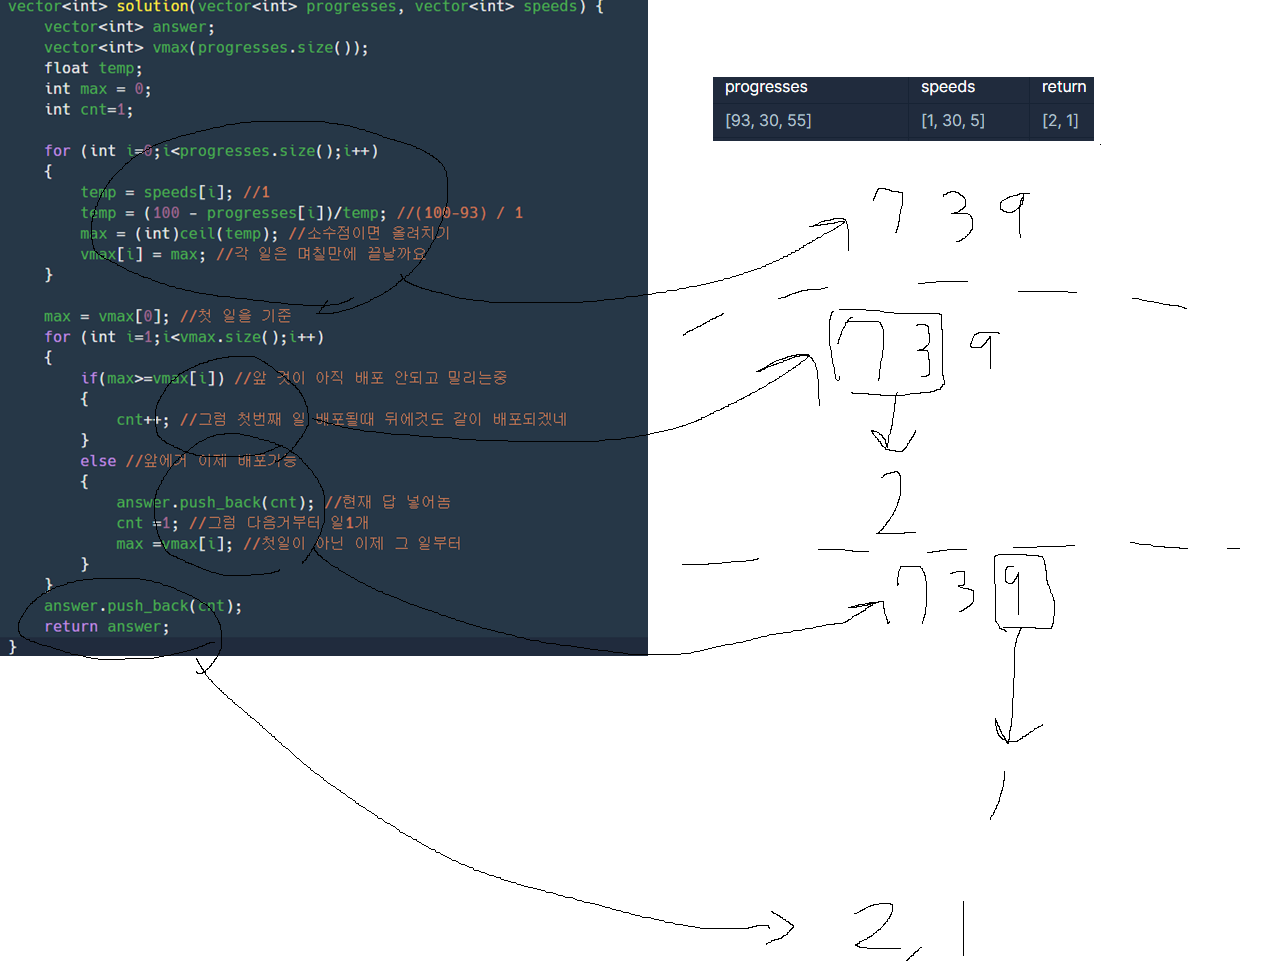 vector<int> solution(vector<int> progresses, vector<int> speeds) {
vector<int> answer;
vector<int> vmax(progresses.size());
float temp;
int max = 0;
int cnt=1;
for (int i=0;i<progresses.size();i++)
{
temp = speeds[i]; //1
temp = (100 - progresses[i])/temp; //(100-93) / 1
max = (int)ceil(temp); //소수점이면 올려치기
vmax[i] = max; //각 일은 며칠만에 끝날까요
}
max = vmax[0]; //첫 일을 기준
for (int i=1;i<vmax.size();i++)
{
if(max>=vmax[i]) //앞 것이 아직 배포 안되고 밀리는중
{
cnt++; //그럼 첫번째 일 배포될때 뒤에것도 같이 배포되겠네
}
else //앞에거 이제 배포가능
{
answer.push_back(cnt); //현재 답 넣어놈
cnt =1; //그럼 다음거부터 일1개
max =vmax[i]; //첫일이 아닌 이제 그 일부터
}
}
answer.push_back(cnt);
return answer;
}
progresses speeds return
[93, 30, 55] [1, 30, 5] [2, 1]
7 3 9
7 3 9
2
7 3 9
1
2, 1